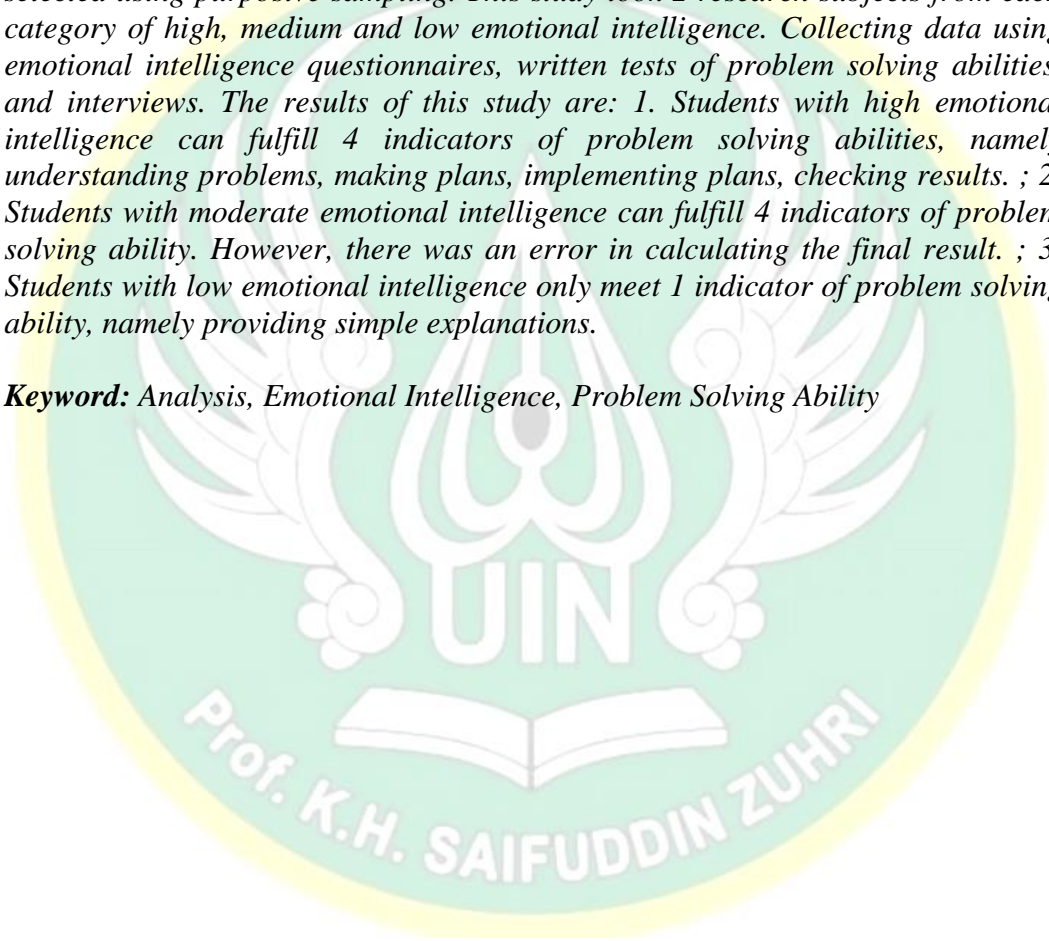 selected using purposive sampling. This study took 2 research subjects from each
category of high, medium and low emotional intelligence. Collecting data using
emotional intelligence questionnaires, written tests of problem solving abilities
and interviews. The results of this study are: 1. Students with high emotional
intelligence can fulfill 4 indicators of problem solving abilities, namely
understanding problems, making plans, implementing plans, checking results. ; 2
Students with moderate emotional intelligence can fulfill 4 indicators of problem
solving ability. However, there was an error in calculating the final result. ; 3
Students with low emotional intelligence only meet 1 indicator of problem solving
ability, namely providing simple explanations.
Keyword: Analysis, Emotional Intelligence, Problem Solving Ability
UIN
Prof. K.H. SAIFUDDIN ZUHRI